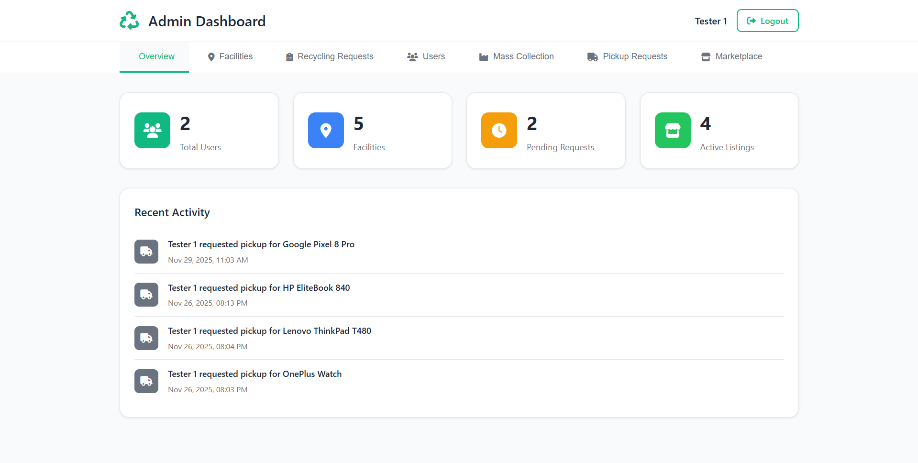 Admin Dashboard
Tester 1
Logout
Overview
Facilities
Recycling Requests
Users
Mass Collection
Pickup Requests
Marketplace
2
Total Users
5
Facilities
2
Pending Requests
4
Active Listings
Recent Activity
Tester 1 requested pickup for Google Pixel 8 Pro
Nov 29, 2025, 11:03 AM
Tester 1 requested pickup for HP EliteBook 840
Nov 26, 2025, 08:13 PM
Tester 1 requested pickup for Lenovo ThinkPad T480
Nov 26, 2025, 08:04 PM
Tester 1 requested pickup for OnePlus Watch
Nov 26, 2025, 08:03 PM